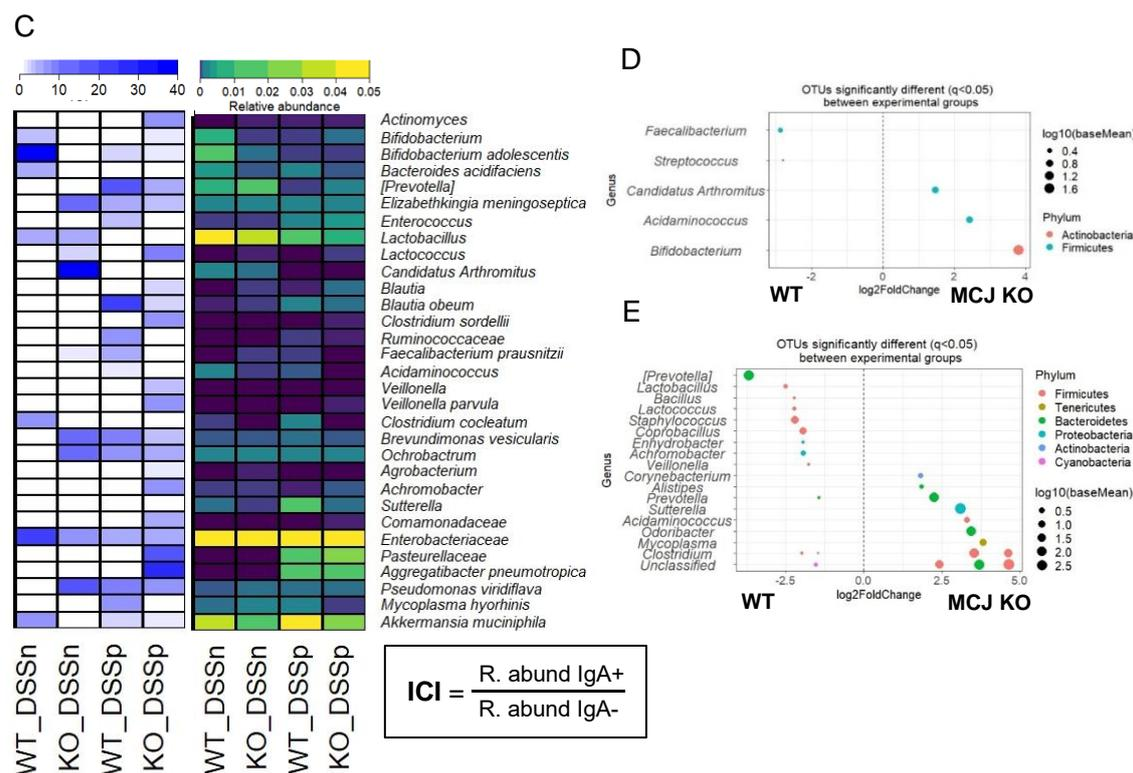 C
0 10 20 30 40
0 0.01 0.02 0.03 0.04 0.05
Relative abundance
Actinomyces
Bifidobacterium
Bifidobacterium adolescentis
Bacteroides acidifaciens
[Prevotella]
Elizabethkingia meningoseptica
Enterococcus
Lactobacillus
Lactococcus
Candidatus Arthromitus
Blautia
Blautia obeum
Clostridium sordellii
Ruminococcaceae
Faecalibacterium prausnitzii
Acidaminococcus
Veillonella
Veillonella parvula
Clostridium cocleatum
Brevundimonas vesicularis
Ochrobactrum
Agrobacterium
Achromobacter
Sutterella
Comamonadaceae
Enterobacteriaceae
Pasteurellaceae
Aggregatibacter pneumotropica
Pseudomonas viridiflava
Mycoplasma hyorhinis
Akkermansia muciniphila
WT_DSSn
KO_DSSn
WT_DSSp
KO_DSSp
WT_DSSn
KO_DSSn
WT_DSSp
KO_DSSp
ICI = R. abund IgA+
R. abund IgA-
D
OTUs significantly different (q<0.05)
between experimental groups
Genus
Faecalibacterium
Streptococcus
Candidatus Arthromitus
Acidaminococcus
Bifidobacterium
-2 0 2 4
log2FoldChange
WT MCJ KO
log10(baseMean)
0.4
0.8
1.2
1.6
Phylum
Actinobacteria
Firmicutes
E
OTUs significantly different (q<0.05)
between experimental groups
Genus
[Prevotella]
Lactobacillus
Bacillus
Lactococcus
Staphylococcus
Coprobacillus
Enhydrobacter
Achromobacter
Veillonella
Corynebacterium
Alistipes
Prevotella
Sutterella
Acidaminococcus
Odoribacter
Mycoplasma
Clostridium
Unclassified
-2.5 0.0 2.5 5.0
log2FoldChange
WT MCJ KO
Phylum
Firmicutes
Tenericutes
Bacteroidetes
Proteobacteria
Actinobacteria
Cyanobacteria
log10(baseMean)
0.5
1.0
1.5
2.0
2.5